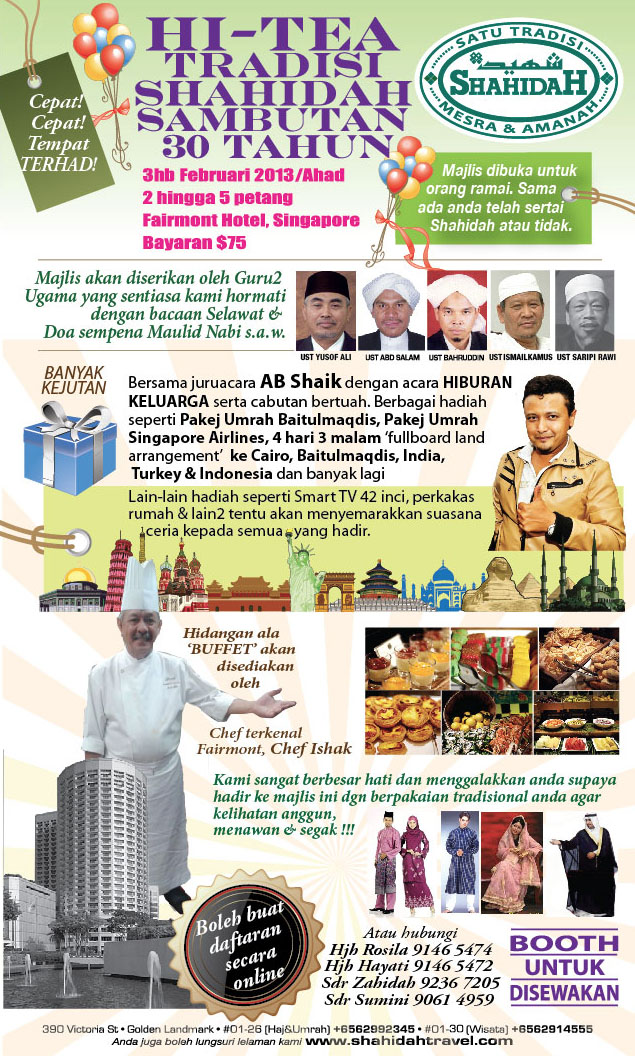 HI-TEA
TRADISI
SHAHIDAH
SAMBUTAN
30 TAHUN
SATU TRADISI
SHAHIDAH
MESRA & AMANAH
Cepat!
Cepat!
Tempat
TERHAD!
3hb Februari 2013/Ahad
2 hingga 5 petang
Fairmont Hotel, Singapore
Bayaran $75
Majlis dibuka untuk
orang ramai. Sama
ada anda telah sertai
Shahidah atau tidak.
Majlis akan diserikan oleh Guru2
Ugama yang sentiasa kami hormati
dengan bacaan Selawat &
Doa sempena Maulid Nabi s.a.w.
UST YUSOF ALI
UST ABD SALAM
UST BAHRUDDIN
UST ISMAILKAMUS
UST SARIPI RAWI
BANYAK
KEJUTAN
Bersama juruacara AB Shaik dengan acara HIBURAN
KELUARGA serta cabutan bertuah. Berbagai hadiah
seperti Pakej Umrah Baitulmaqdis, Pakej Umrah
Singapore Airlines, 4 hari 3 malam ‘fullboard land
arrangement’ ke Cairo, Baitulmaqdis, India,
Turkey & Indonesia dan banyak lagi
Lain-lain hadiah seperti Smart TV 42 inci, perkakas
rumah & lain2 tentu akan menyemarakkan suasana
ceria kepada semua yang hadir.
Hidangan ala
‘BUFFET’ akan
disediakan
oleh
Chef terkenal
Fairmont, Chef Ishak
Kami sangat berbesar hati dan menggalakkan anda supaya
hadir ke majlis ini dgn berpakaian tradisional anda agar
kelihatan anggun,
menawan & segak !!!
Boleh buat
daftaran
secara
online
Atau hubungi
Hjh Rosila 9146 5474
Hjh Hayati 9146 5472
Sdr Zahidah 9236 7205
Sdr Sumini 9061 4959
BOOTH
UNTUK
DISEWAKAN
390 Victoria St • Golden Landmark • #01-26 (Haj&Umrah) +6562992345 • #01-30 (Wisata) +6562914555
Anda juga boleh lungsuri lelaman kami www.shahidahtravel.com